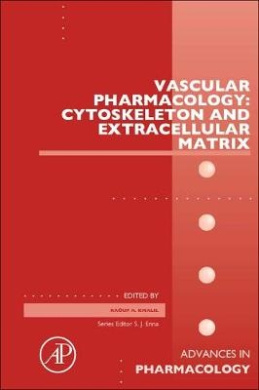 VASCULAR
PHARMACOLOGY:
CYTOSKELETON AND
EXTRACELLULAR
MATRIX
EDITED BY
RAOUF A. KHALIL
Series Editor S. J. Enna
AP
ADVANCES IN
PHARMACOLOGY